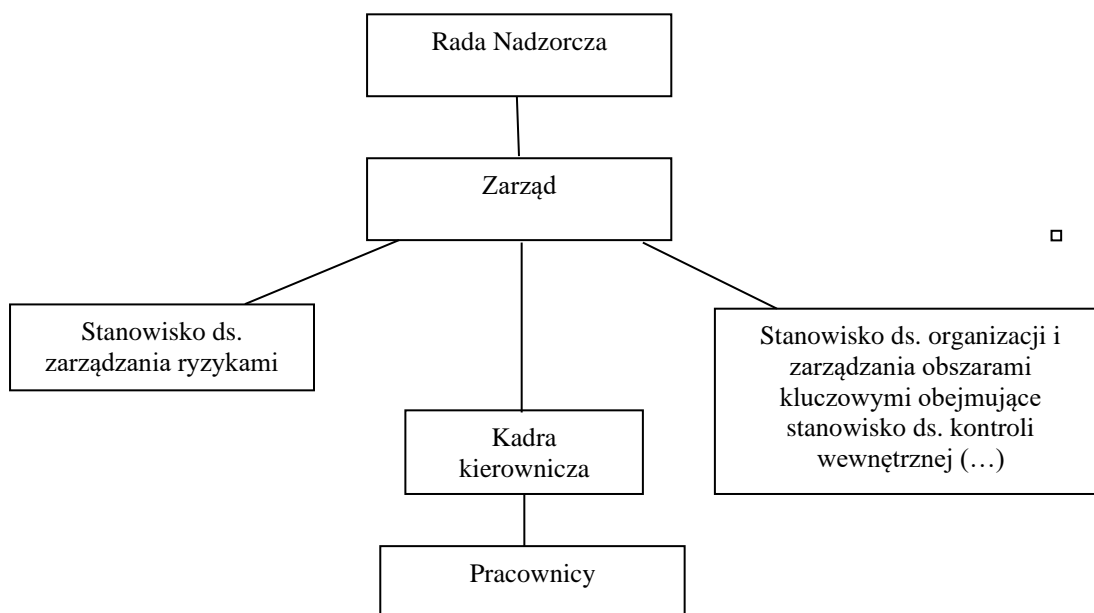 Rada Nadzorcza
Zarząd
Stanowisko ds.
zarządzania ryzykami
Stanowisko ds. organizacji i
zarządzania obszarami
kluczowymi obejmujące
stanowisko ds. kontroli
wewnętrznej (…)
Kadra
kierownicza
Pracownicy